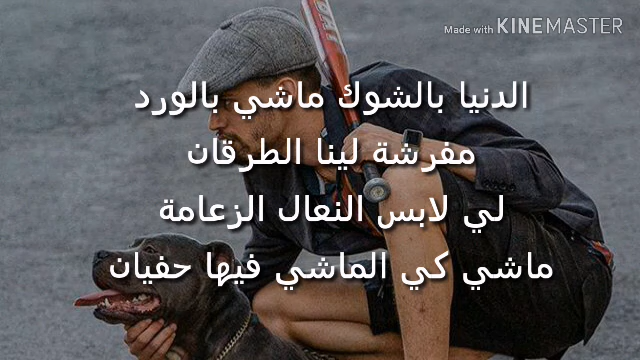 Made with KINEMASTER
الدنيا بالشوك ماشي بالورد
مفرشة لينا الطرقان
لي لابس النعال الزعامة
ماشي كي الماشي فيها حفيان